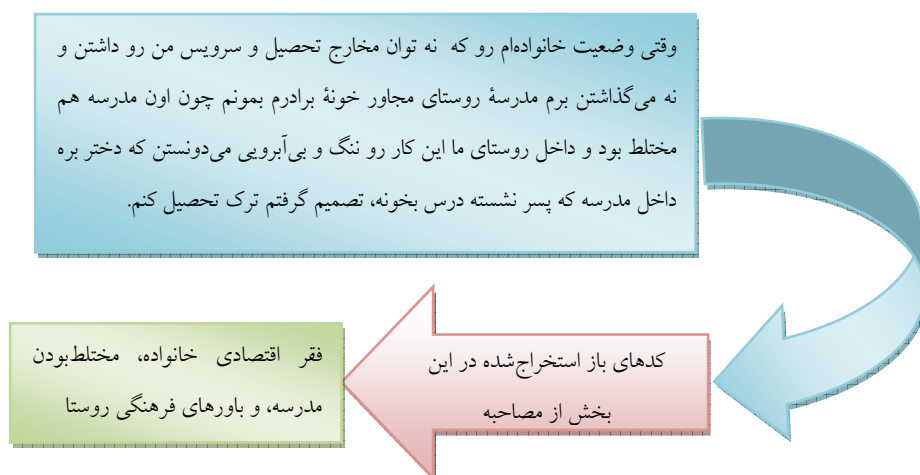 وقتی وضعیت خانواده‌ام رو که نه توان مخارج تحصیل و سرویس من رو داشتن و
نه می‌گذاشتن برم مدرسهٔ روستای مجاور خونهٔ برادرم بمونم چون اون مدرسه هم
مختلط بود و داخل روستای ما این کار رو ننگ و بی‌آبرویی می‌دونستن که دختر بره
داخل مدرسه که پسر نشسته درس بخونه، تصمیم گرفتم ترک تحصیل کنم.
کدهای باز استخراج‌شده در این
بخش از مصاحبه
فقر اقتصادی خانواده، مختلط‌بودن
مدرسه، و باورهای فرهنگی روستا